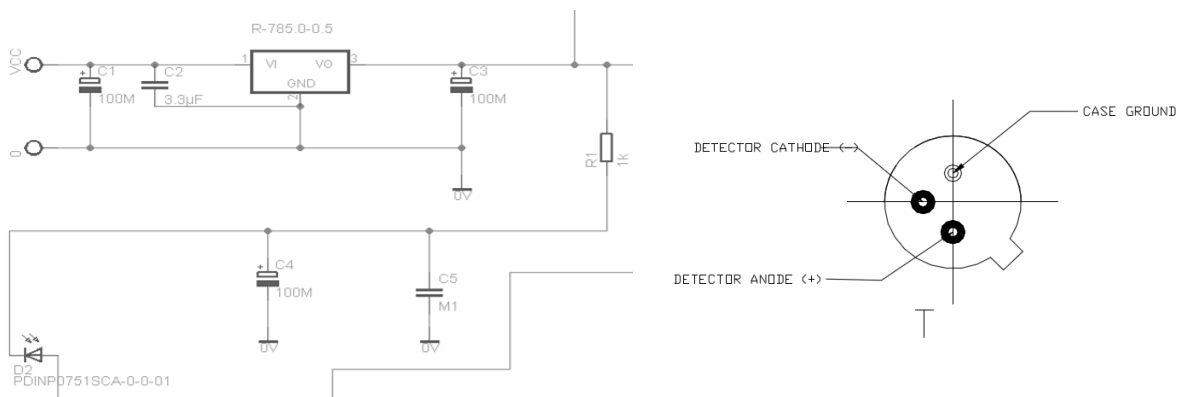 R-785.0-0.5
VCC
1
VI
VO
3
GND
2
+
C1
100M
C2
3.3µF
+
C3
100M
0
0V
R1
1k
+
C4
100M
C5
M1
0V
0V
D2
PDINP0751SCA-0-0-01
CASE GROUND
DETECTOR CATHODE (-)
DETECTOR ANODE (+)
T